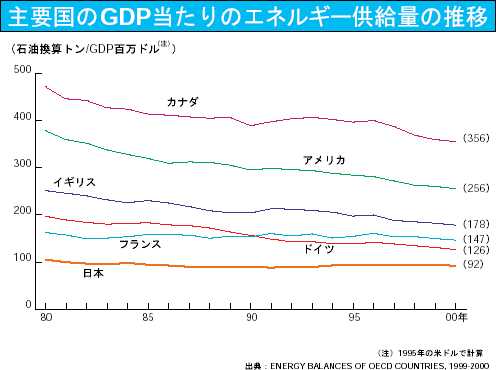 主要国のGDP当たりのエネルギー供給量の推移
（石油換算トン/GDP百万ドル（注））
500
400
300
200
100
0
カナダ
アメリカ
イギリス
フランス
ドイツ
日本
(356)
(256)
(178)
(147)
(126)
(92)
80 85 90 95 00年
（注）1995年の米ドルで計算
出典：ENERGY BALANCES OF OECD COUNTRIES, 1999-2000